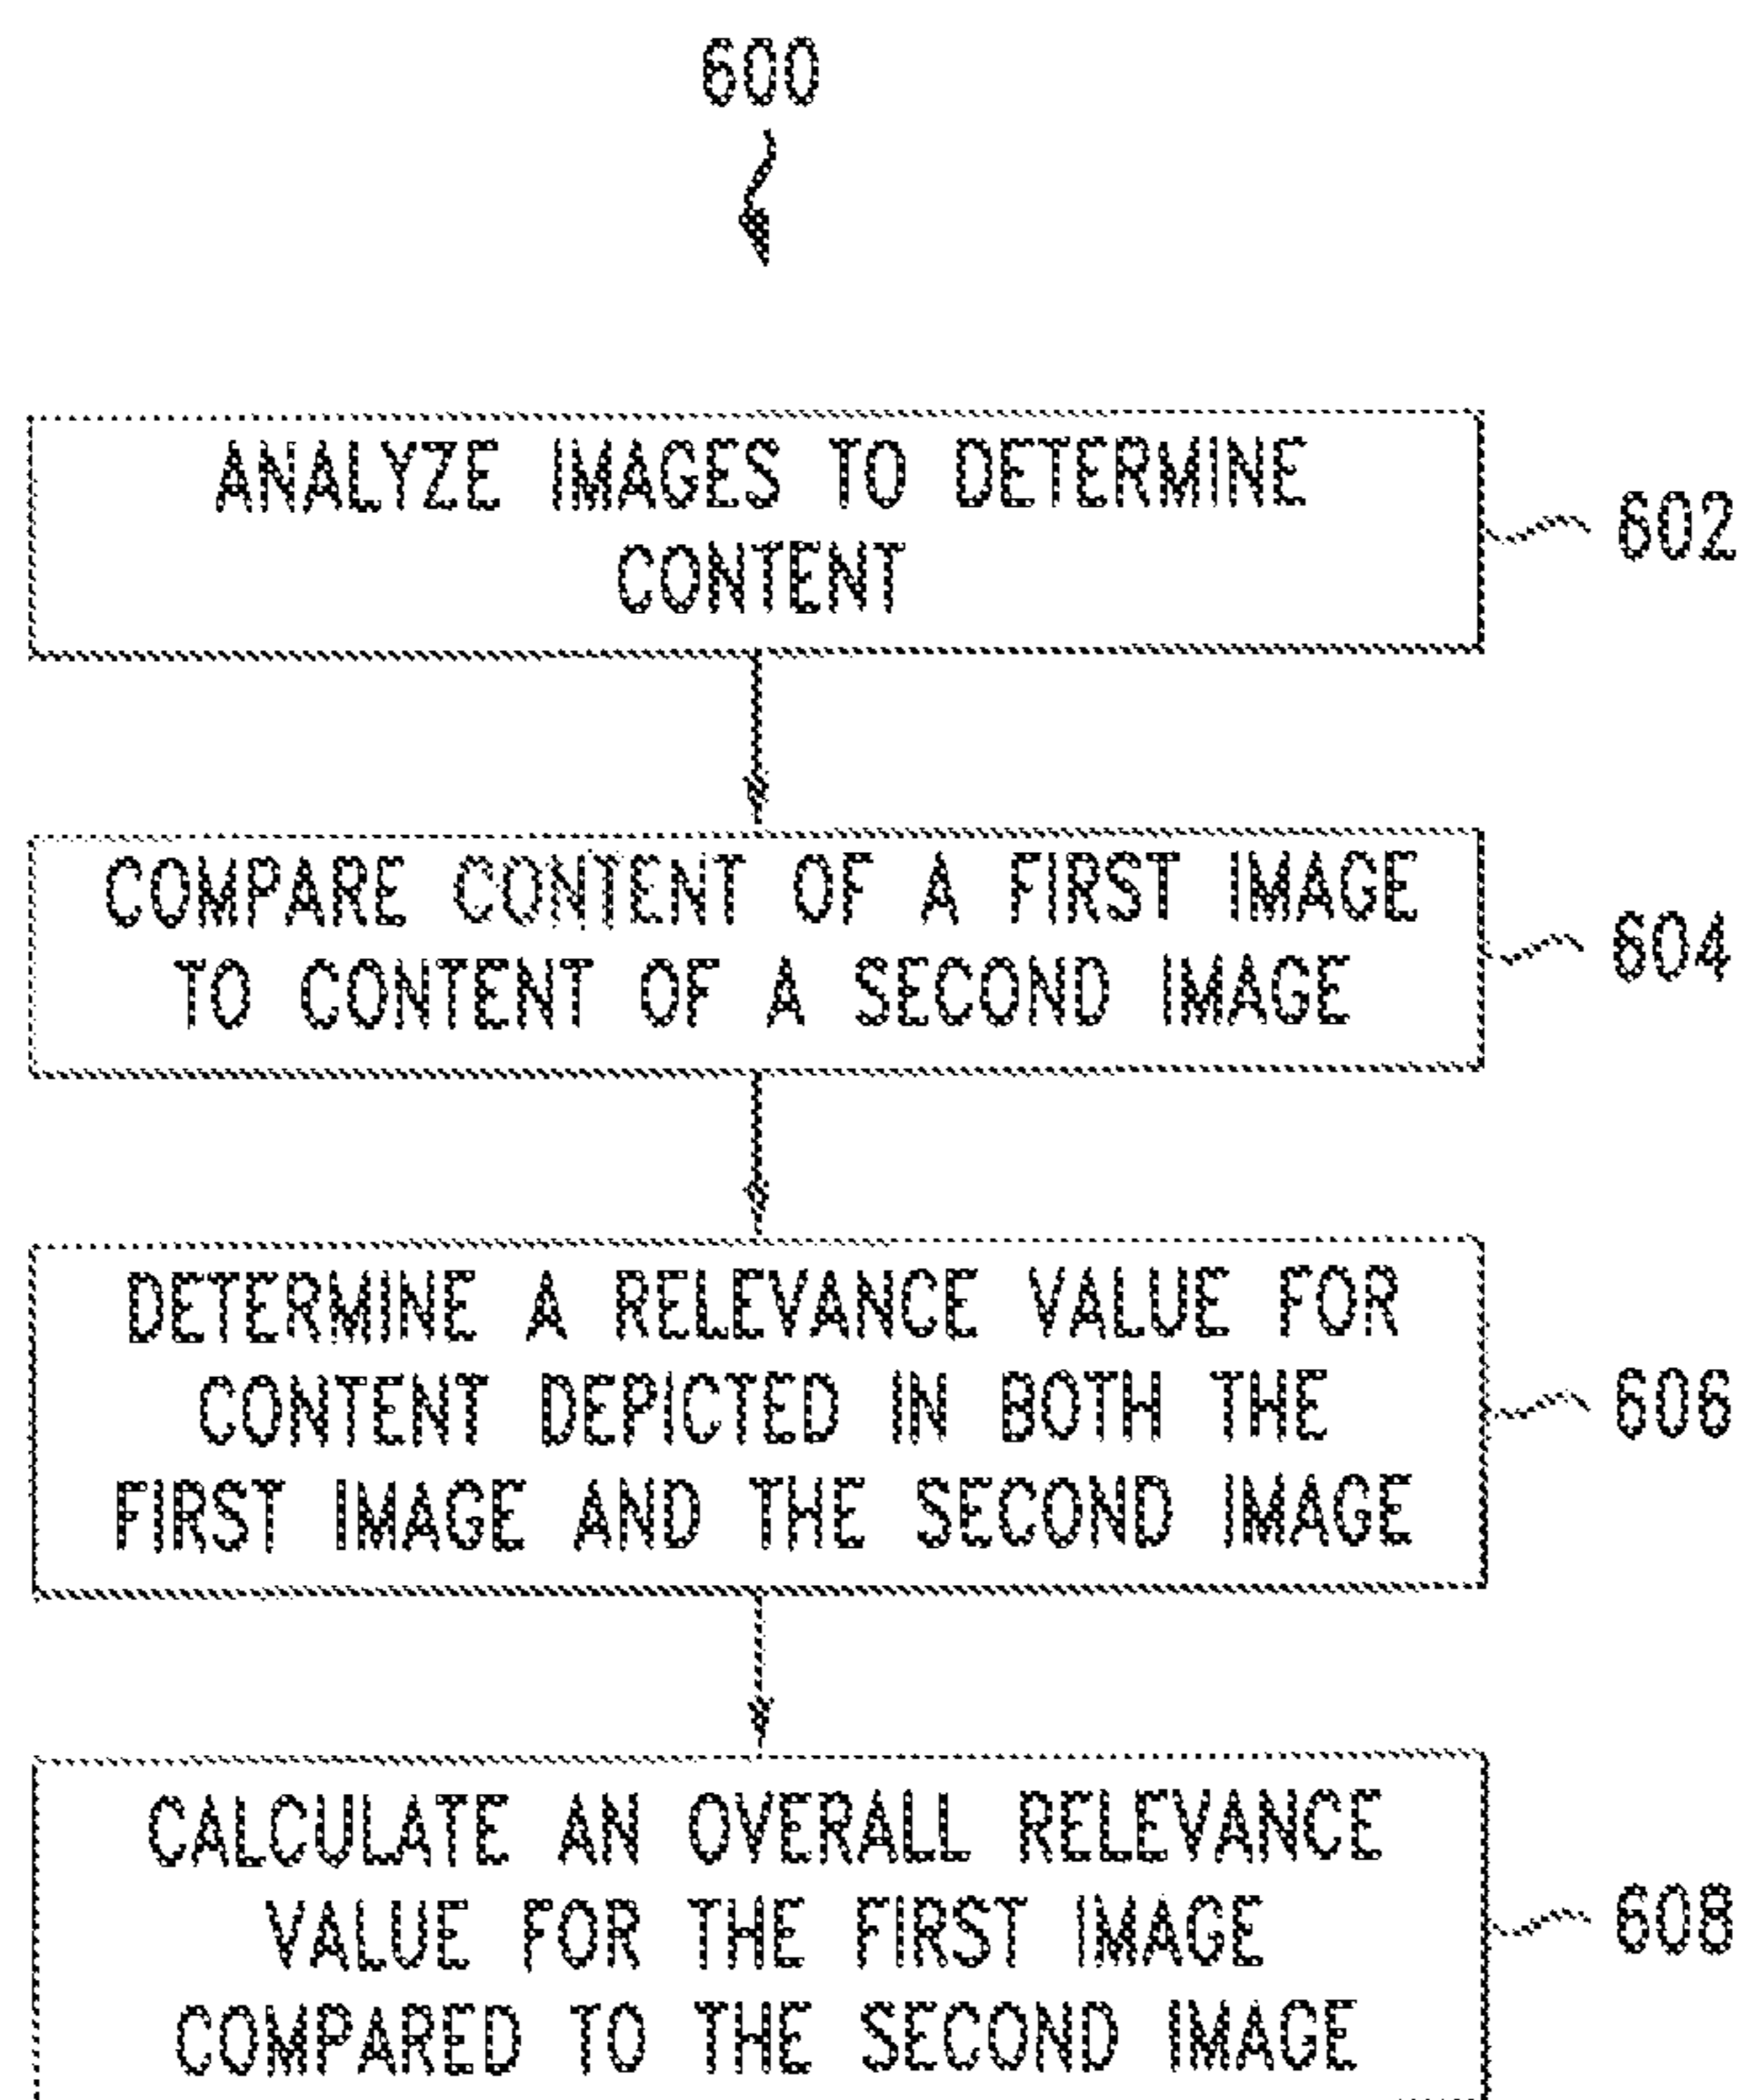 600
ANALYZE IMAGES TO DETERMINE
CONTENT
602
COMPARE CONTENT OF A FIRST IMAGE
TO CONTENT OF A SECOND IMAGE
604
DETERMINE A RELEVANCE VALUE FOR
CONTENT DEPICTED IN BOTH THE
FIRST IMAGE AND THE SECOND IMAGE
606
CALCULATE AN OVERALL RELEVANCE
VALUE FOR THE FIRST IMAGE
COMPARED TO THE SECOND IMAGE
608